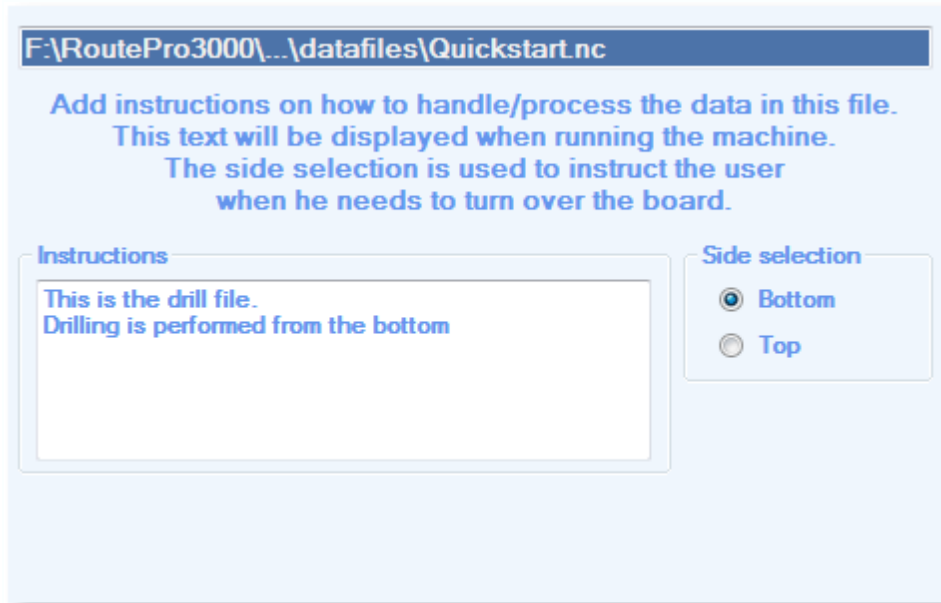 F:\RoutePro3000\...\datafiles/Quickstart.nc
Add instructions on how to handle/process the data in this file.
This text will be displayed when running the machine.
The side selection is used to instruct the user
when he needs to turn over the board.
Instructions
This is the drill file.
Drilling is performed from the bottom
Side selection
Bottom
Top